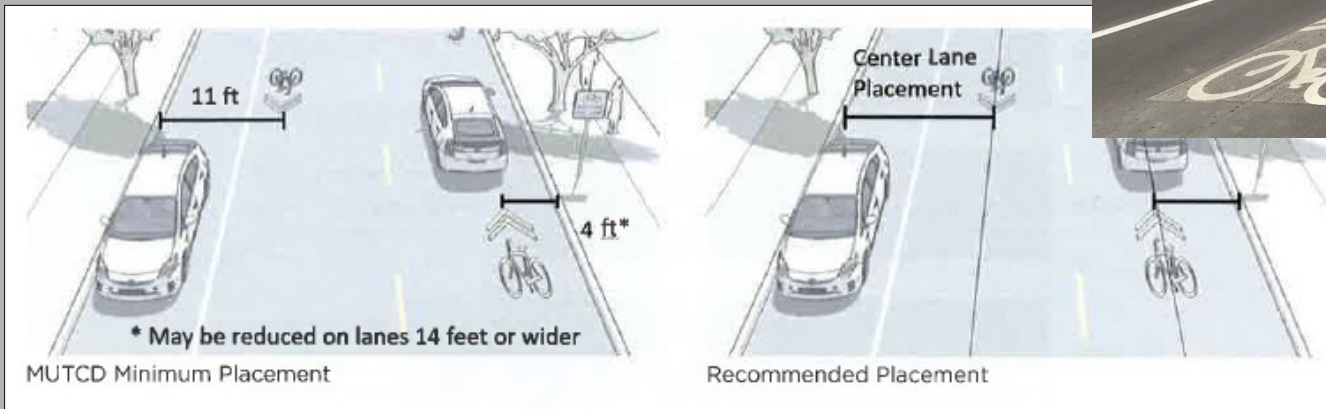 11 ft
4 ft*
* May be reduced on lanes 14 feet or wider
MUTCD Minimum Placement
Center Lane
Placement
Recommended Placement